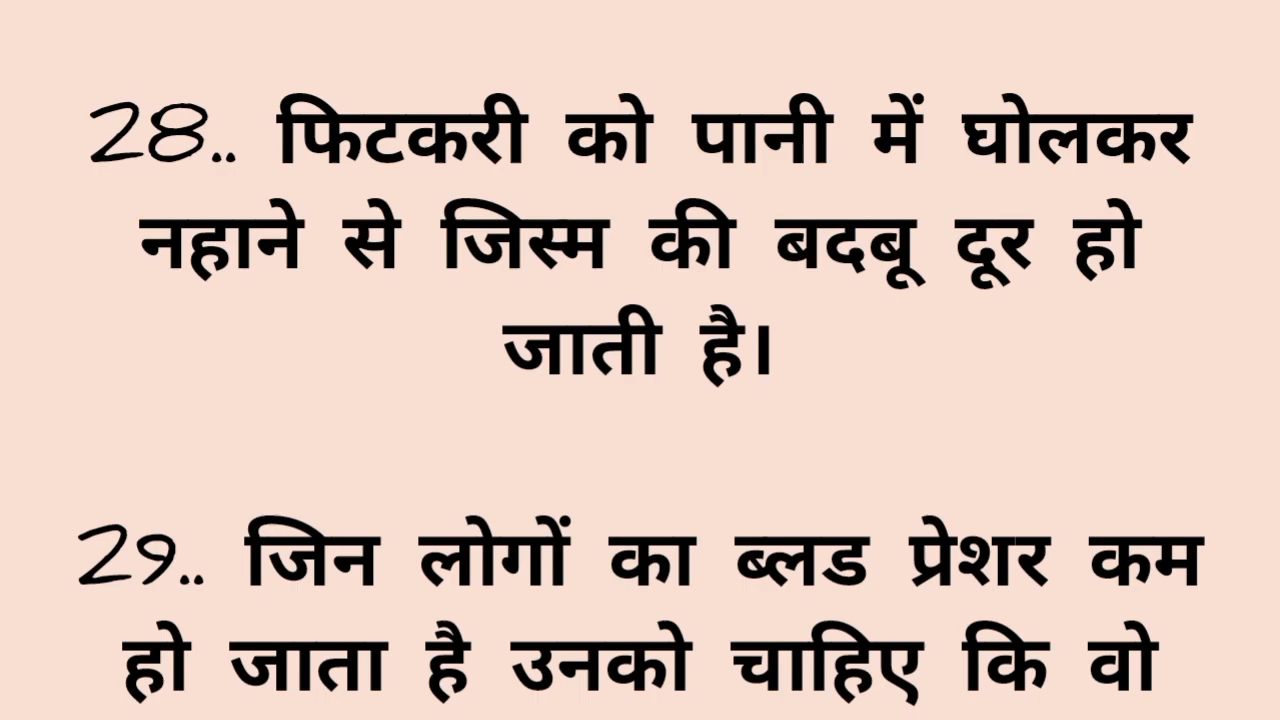 28.. फिटकरी को पानी में घोलकर
नहाने से जिस्म की बदबू दूर हो
जाती है।
29.. जिन लोगों का ब्लड प्रेशर कम
हो जाता है उनको चाहिए कि वो